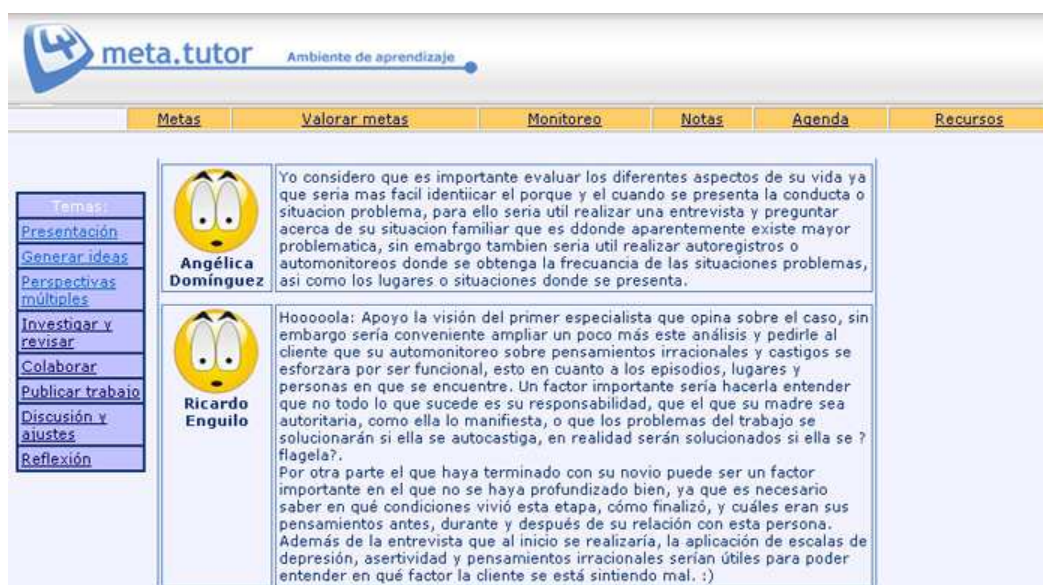 meta.tutor Ambiente de aprendizaje
Metas Valorar metas Monitoreo Notas Agenda Recursos
Temas:
Presentación
Generar ideas
Perspectivas
múltiples
Investigar y
revisar
Colaborar
Publicar trabajo
Discusión y
ajustes
Reflexión
Angélica
Domínguez
Yo considero que es importante evaluar los diferentes aspectos de su vida ya
que seria mas facil identiicar el porque y el cuando se presenta la conducta o
situacion problema, para ello seria util realizar una entrevista y preguntar
acerca de su situacion familiar que es ddonde aparentemente existe mayor
problematica, sin emabrgo tambien seria util realizar autoregistros o
automonitoreos donde se obtenga la frecuancia de las situaciones problemas,
asi como los lugares o situaciones donde se presenta.
Ricardo
Enguilo
Hooooola: Apoyo la visión del primer especialista que opina sobre el caso, sin
embargo sería conveniente ampliar un poco más este análisis y pedirle al
cliente que su automonitoreo sobre pensamientos irracionales y castigos se
esforzara por ser funcional, esto en cuanto a los episodios, lugares y
personas en que se encuentre. Un factor importante sería hacerla entender
que no todo lo que sucede es su responsabilidad, que el que su madre sea
autoritaria, como ella lo manifiesta, o que los problemas del trabajo se
solucionarán si ella se autocastiga, en realidad serán solucionados si ella se ?
flagela?.
Por otra parte el que haya terminado con su novio puede ser un factor
importante en el que no se haya profundizado bien, ya que es necesario
saber en qué condiciones vivió esta etapa, cómo finalizó, y cuáles eran sus
pensamientos antes, durante y después de su relación con esta persona.
Además de la entrevista que al inicio se realizaría, la aplicación de escalas de
depresión, asertividad y pensamientos irracionales serían útiles para poder
entender en qué factor la cliente se está sintiendo mal. :)